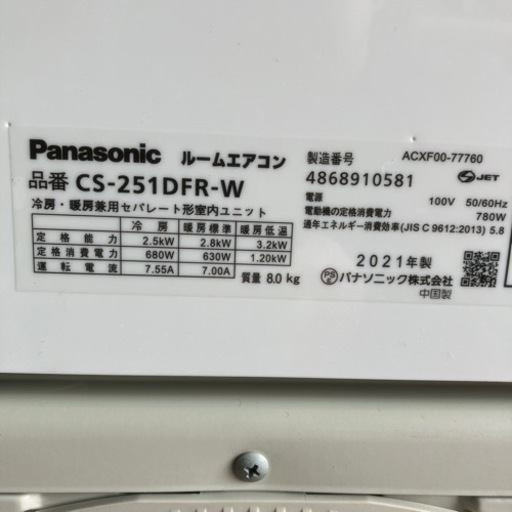 Panasonic ルームエアコン
品番 CS-251DFR-W
冷房・暖房兼用セパレート形室内ユニット
冷房 暖房標準 暖房低温
定格能力 2.5kW 2.8kW 3.2kW
定格消費電力 680W 630W 1.20kW
運転電流 7.55A 7.00A
質量 8.0kg
製造番号 ACXF00-77760
4868910581
JET
電源 100V 50/60Hz
電動機の定格消費電力 780W
通年エネルギー消費効率(JIS C 9612:2013) 5.8
2021年製
PS E パナソニック株式会社
中国製